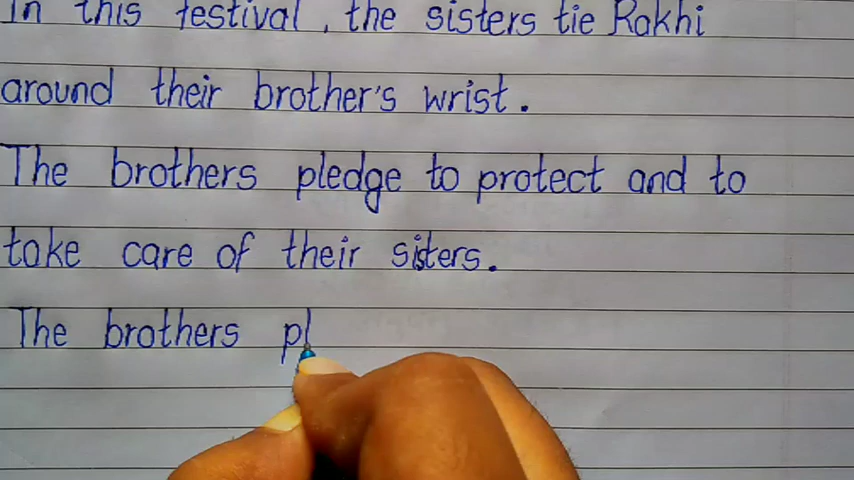 In this festival, the sisters tie Rakhi
around their brother's wrist.
The brothers pledge to protect and to
take care of their sisters.
The brothers pl